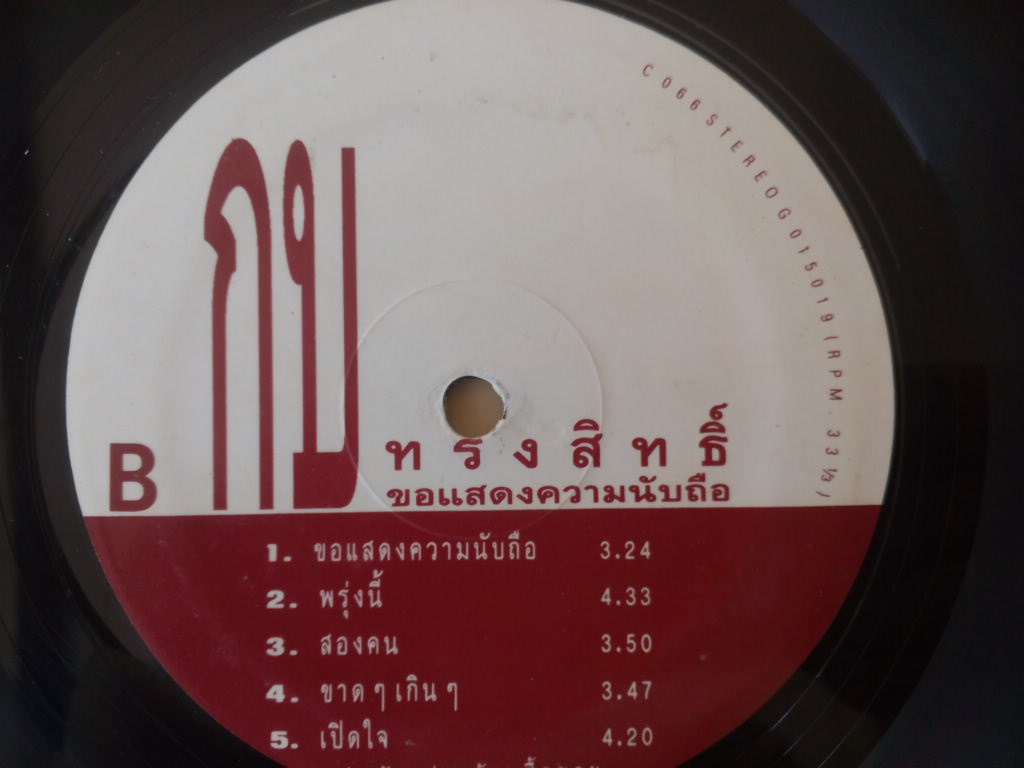 C 066 STEREO G015019 (RPM. 33 ⅓)
กบ
B
ทรงสิทธิ์
ขอแสดงความนับถือ
1. ขอแสดงความนับถือ 3.24
2. พรุ่งนี้ 4.33
3. สองคน 3.50
4. ขาด ๆ เกิน ๆ 3.47
5. เปิดใจ 4.20